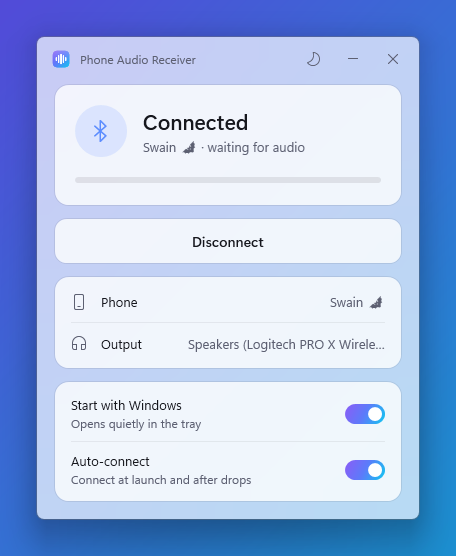 Phone Audio Receiver
Connected
Swain 🦇 · waiting for audio
Disconnect
Phone
Swain 🦇
Output
Speakers (Logitech PRO X Wirele...
Start with Windows
Opens quietly in the tray
Auto-connect
Connect at launch and after drops